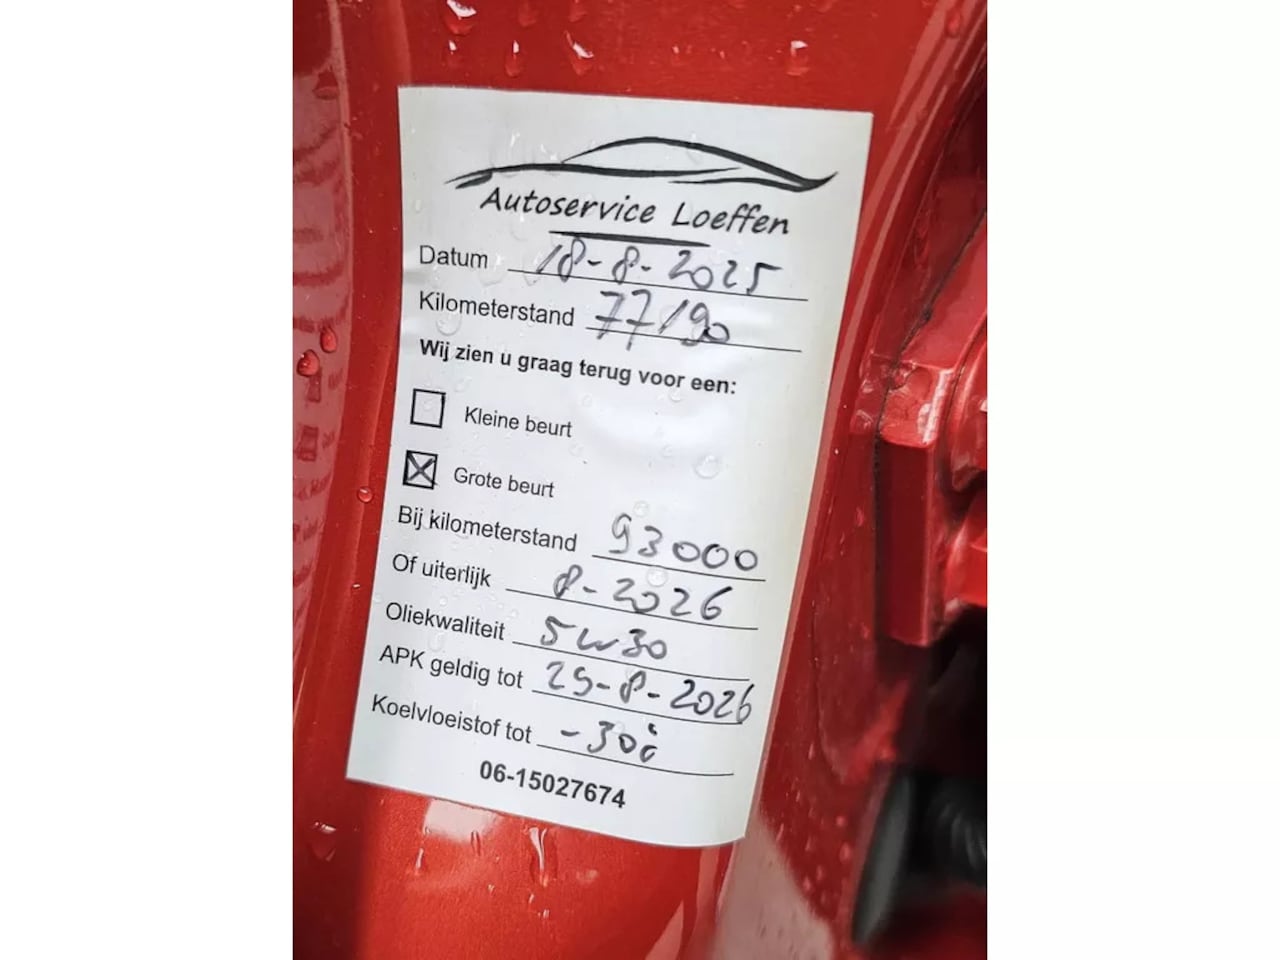 Autoservice Loeffen
Datum 18-8-2025
Kilometerstand 77190
Wij zien u graag terug voor een:
Kleine beurt
Grote beurt
Bij kilometerstand 93000
Of uiterlijk 8-2026
Oliekwaliteit 5w30
APK geldig tot 25-8-2026
Koelvloeistof tot -30°
06-15027674